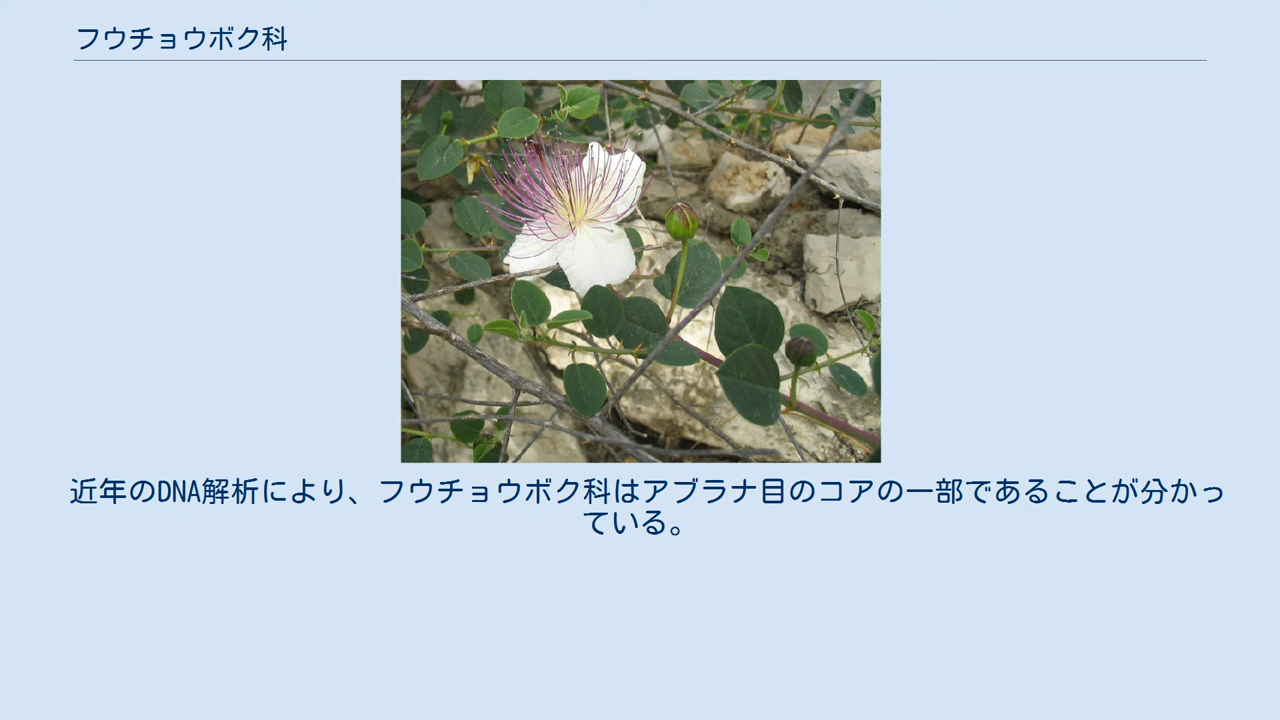 フウチョウボク科
近年のDNA解析により、フウチョウボク科はアブラナ目のコアの一部であることが分かっ
ている。